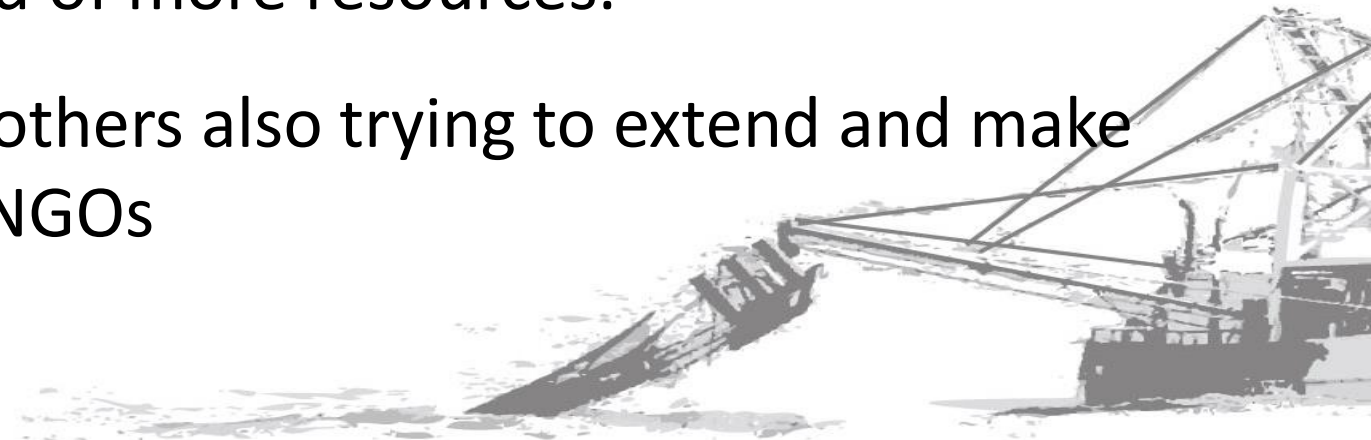 of more resources.
others also trying to extend and make
NGOs